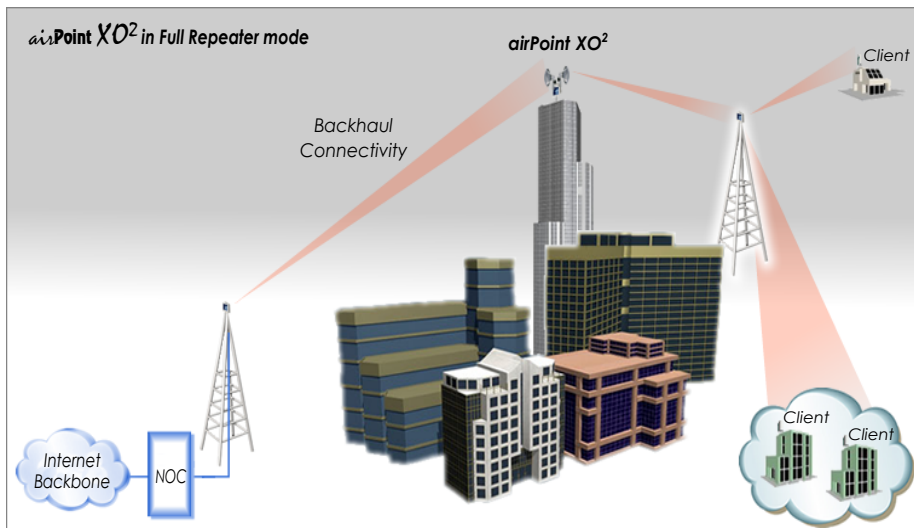 airPoint XO² in Full Repeater mode
airPoint XO²
Client
Backhaul
Connectivity
Internet
Backbone
NOC
Client
Client